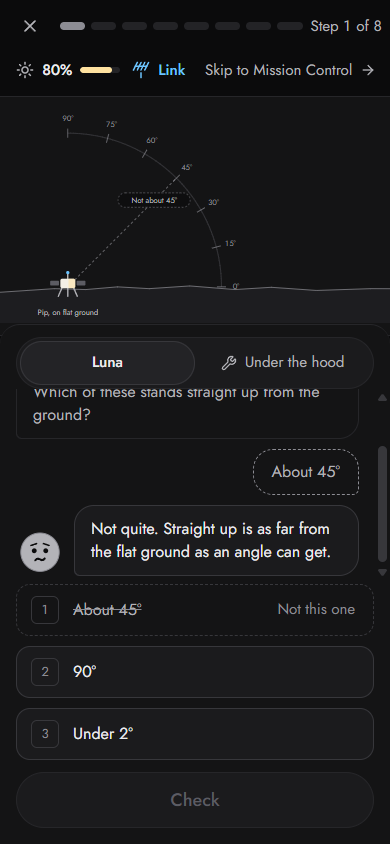 Step 1 of 8
80%
Link
Skip to Mission Control
90°
75°
60°
45°
Not about 45°
30°
15°
0°
Pip, on flat ground
Luna
Under the hood
Which of these stands straight up from the
ground?
About 45°
Not quite. Straight up is as far from
the flat ground as an angle can get.
1
About 45°
Not this one
2
90°
3
Under 2°
Check